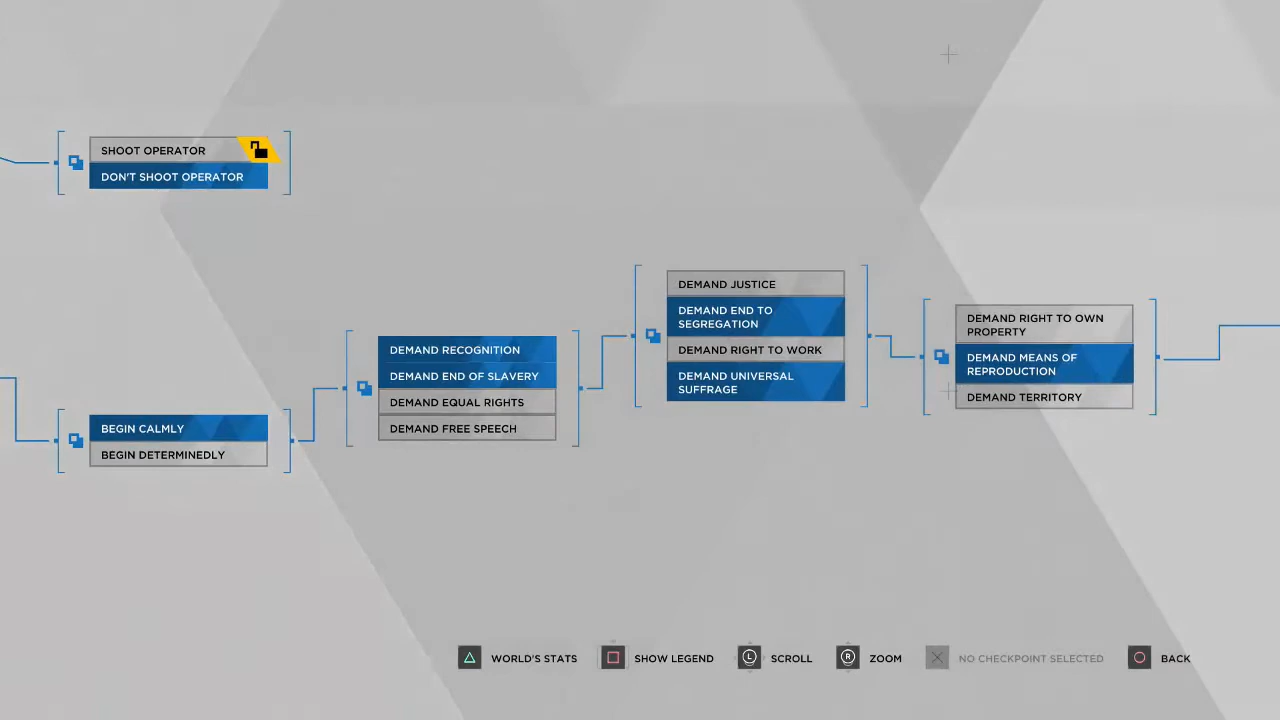 SHOOT OPERATOR
DON'T SHOOT OPERATOR
BEGIN CALMLY
BEGIN DETERMINEDLY
DEMAND RECOGNITION
DEMAND END OF SLAVERY
DEMAND EQUAL RIGHTS
DEMAND FREE SPEECH
DEMAND JUSTICE
DEMAND END TO
SEGREGATION
DEMAND RIGHT TO WORK
DEMAND UNIVERSAL
SUFFRAGE
DEMAND RIGHT TO OWN
PROPERTY
DEMAND MEANS OF
REPRODUCTION
DEMAND TERRITORY
WORLD'S STATS
SHOW LEGEND
L
SCROLL
R
ZOOM
NO CHECKPOINT SELECTED
BACK